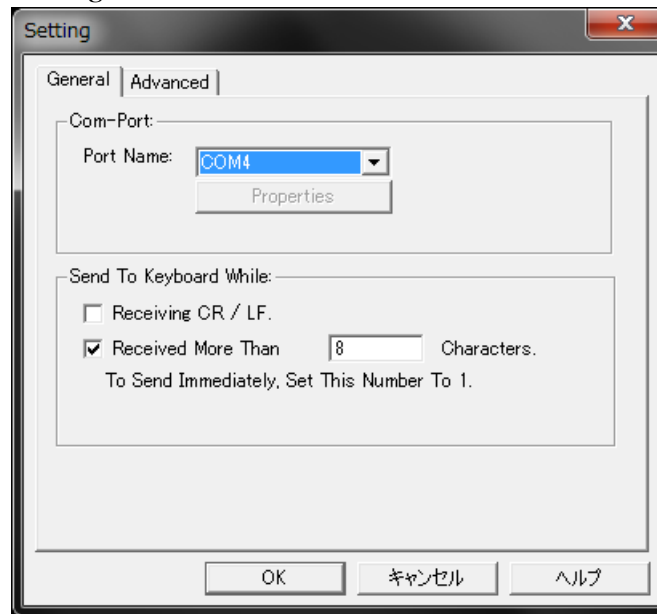 Setting
General Advanced
Com-Port:
Port Name: COM4
Properties
Send To Keyboard While:
Receiving CR / LF.
Received More Than 8 Characters.
To Send Immediately, Set This Number To 1.
OK キャンセル ヘルプ